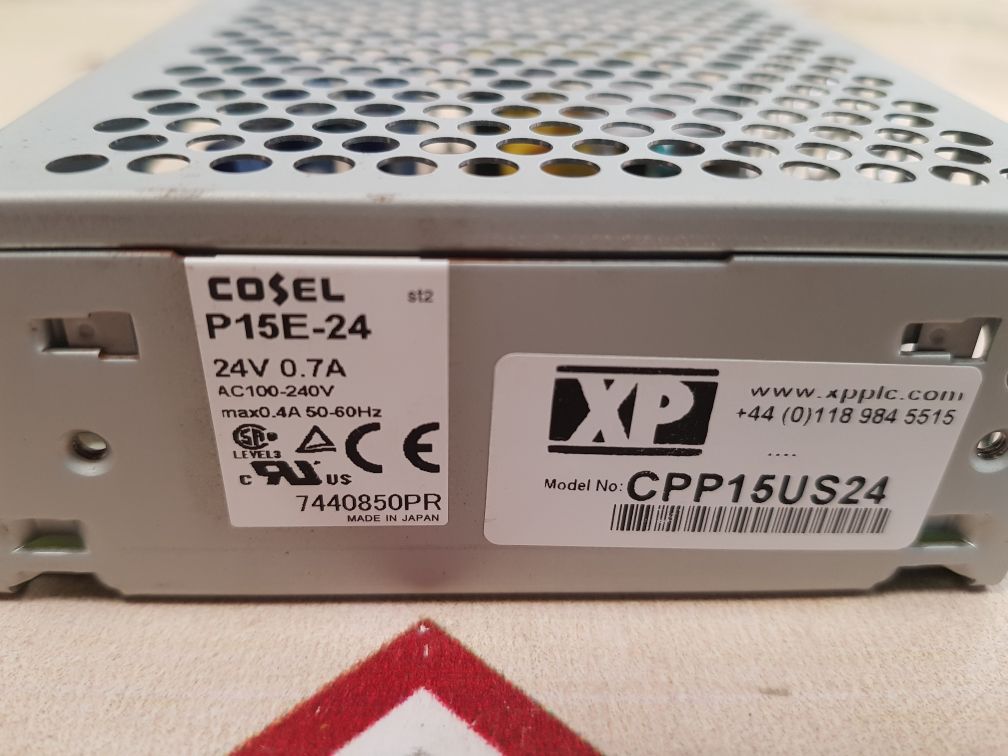 COSEL
st2
P15E-24
24V 0.7A
AC100-240V
max0.4A 50-60Hz
LEVEL3
C US
7440850PR
MADE IN JAPAN
XP
www.xpplc.com
+44 (0)118 984 5515
....
Model No: CPP15US24